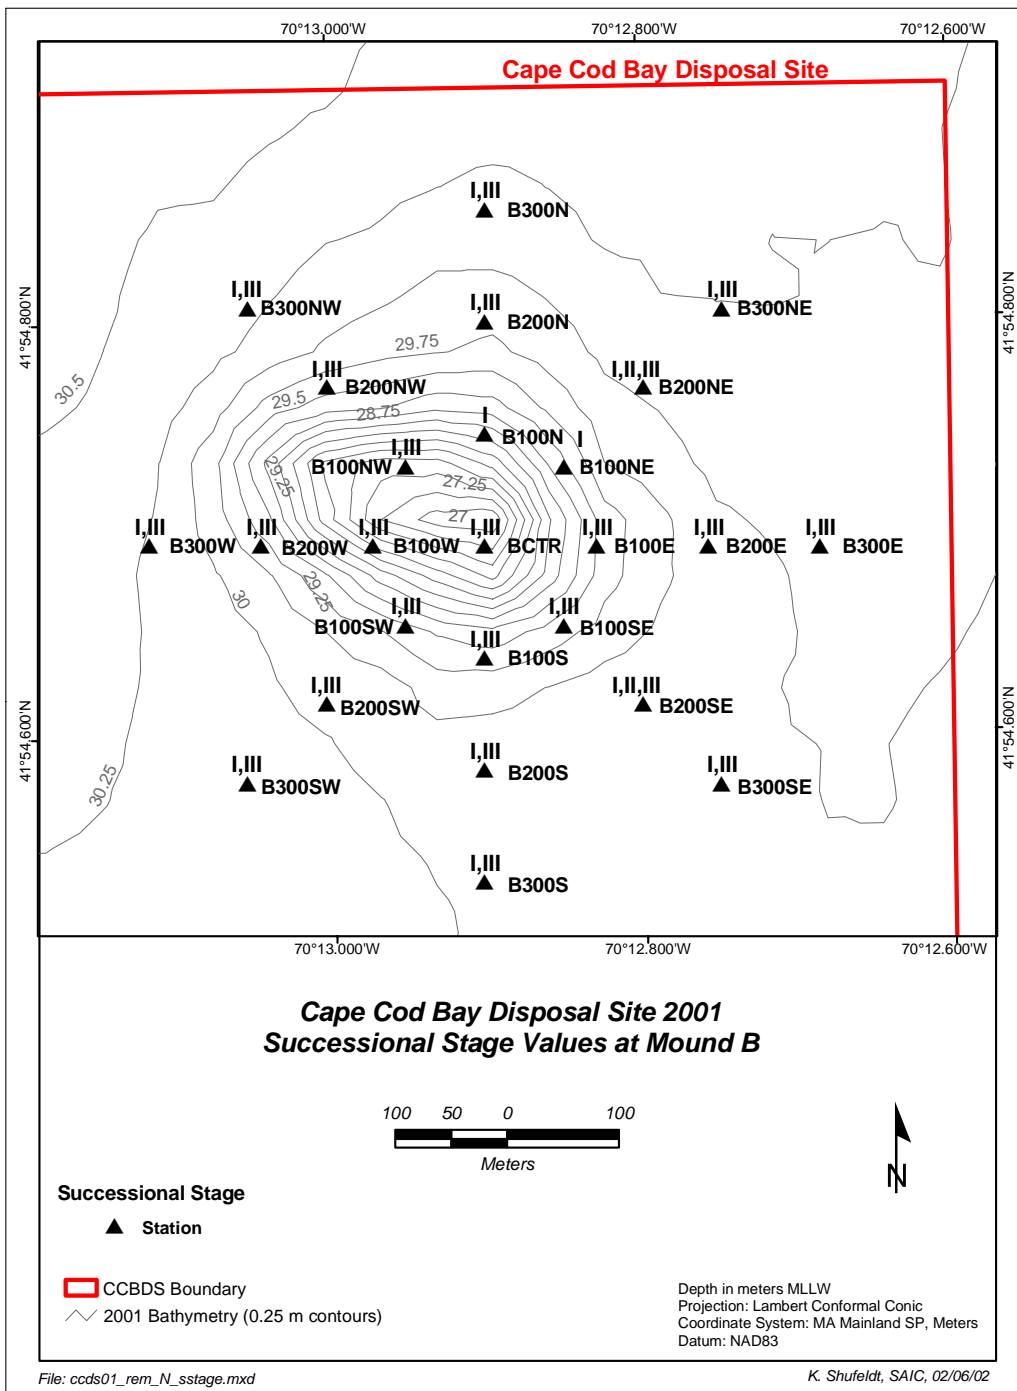 70°13.000'W 70°12.800'W 70°12.600'W
Cape Cod Bay Disposal Site
I,III
B300N
I,III
B300NW
I,III
B200N
I,III
B300NE
41°54.800'N
41°54.800'N
29.75
30.5
I,III
B200NW
I,II,III
B200NE
29.5
28.75
I
B100N
I
B100NE
I,III
B100NW
29.25
27.25
27
I,III
B300W
I,III
B200W
I,III
B100W
I,III
BCTR
I,III
B100E
I,III
B200E
I,III
B300E
29.25
30
I,III
B100SW
I,III
B100SE
I,III
B100S
I,III
B200SW
I,II,III
B200SE
41°54.600'N
41°54.600'N
30.25
I,III
B300SW
I,III
B200S
I,III
B300SE
I,III
B300S
70°13.000'W 70°12.800'W 70°12.600'W
Cape Cod Bay Disposal Site 2001
Successional Stage Values at Mound B
100 50 0 100
Meters
N
Successional Stage
Station
CCBDS Boundary
2001 Bathymetry (0.25 m contours)
Depth in meters MLLW
Projection: Lambert Conformal Conic
Coordinate System: MA Mainland SP, Meters
Datum: NAD83
File: ccds01_rem_N_sstage.mxd
K. Shufeldt, SAIC, 02/06/02